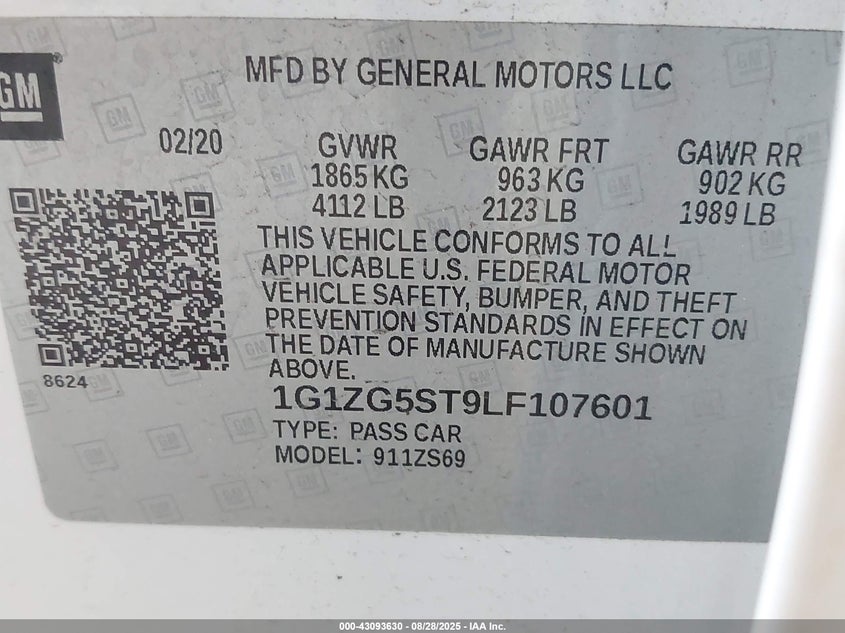 GM
MFD BY GENERAL MOTORS LLC
02/20
GVWR GAWR FRT GAWR RR
1865 KG 963 KG 902 KG
4112 LB 2123 LB 1989 LB
THIS VEHICLE CONFORMS TO ALL
APPLICABLE U.S. FEDERAL MOTOR
VEHICLE SAFETY, BUMPER, AND THEFT
PREVENTION STANDARDS IN EFFECT ON
THE DATE OF MANUFACTURE SHOWN
ABOVE.
8624
1G1ZG5ST9LF107601
TYPE: PASS CAR
MODEL: 911ZS69
000-43093630 - 08/28/2025 - IAA Inc.